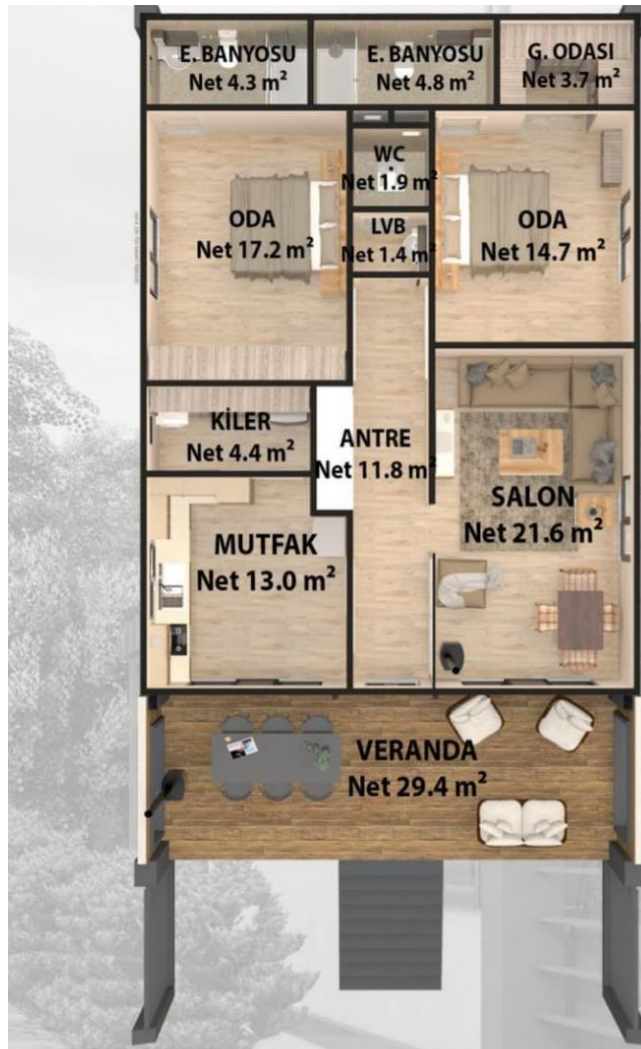 E. BANYOSU
Net 4.3 m²
E. BANYOSU
Net 4.8 m²
G. ODASI
Net 3.7 m²
WC
Net 1.9 m²
ODA
Net 17.2 m²
LVB
Net 1.4 m²
ODA
Net 14.7 m²
KİLER
Net 4.4 m²
ANTRE
Net 11.8 m²
SALON
Net 21.6 m²
MUTFAK
Net 13.0 m²
VERANDA
Net 29.4 m²